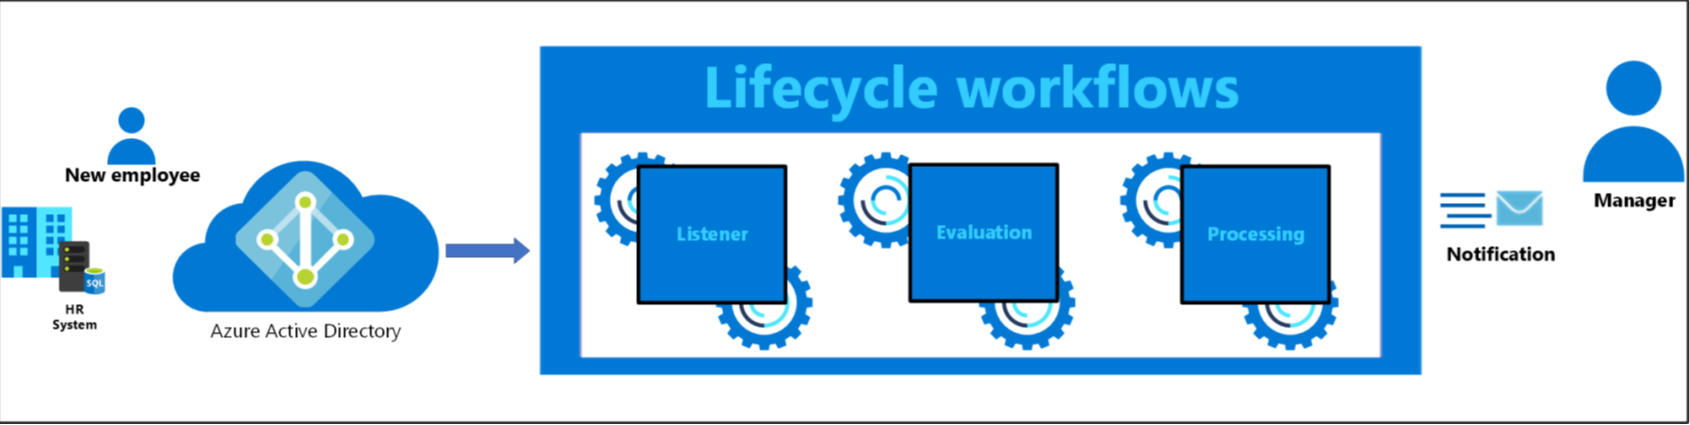 New employee
SQL
HR
System
Azure Active Directory
Lifecycle workflows
Listener
Evaluation
Processing
Notification
Manager